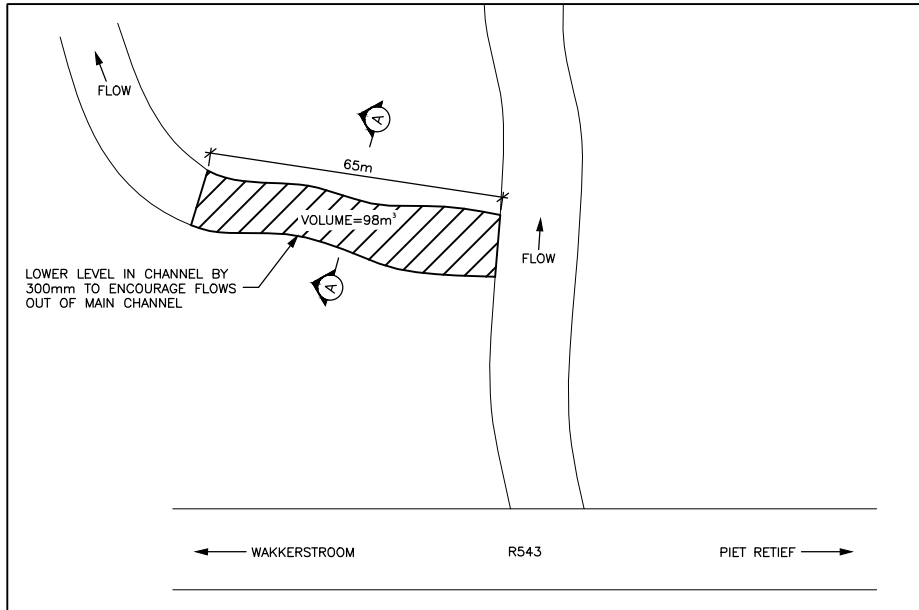 FLOW
A
65m
VOLUME=98m³
FLOW
LOWER LEVEL IN CHANNEL BY
300mm TO ENCOURAGE FLOWS
OUT OF MAIN CHANNEL
A
WAKKERSTROOM
R543
PIET RETIEF